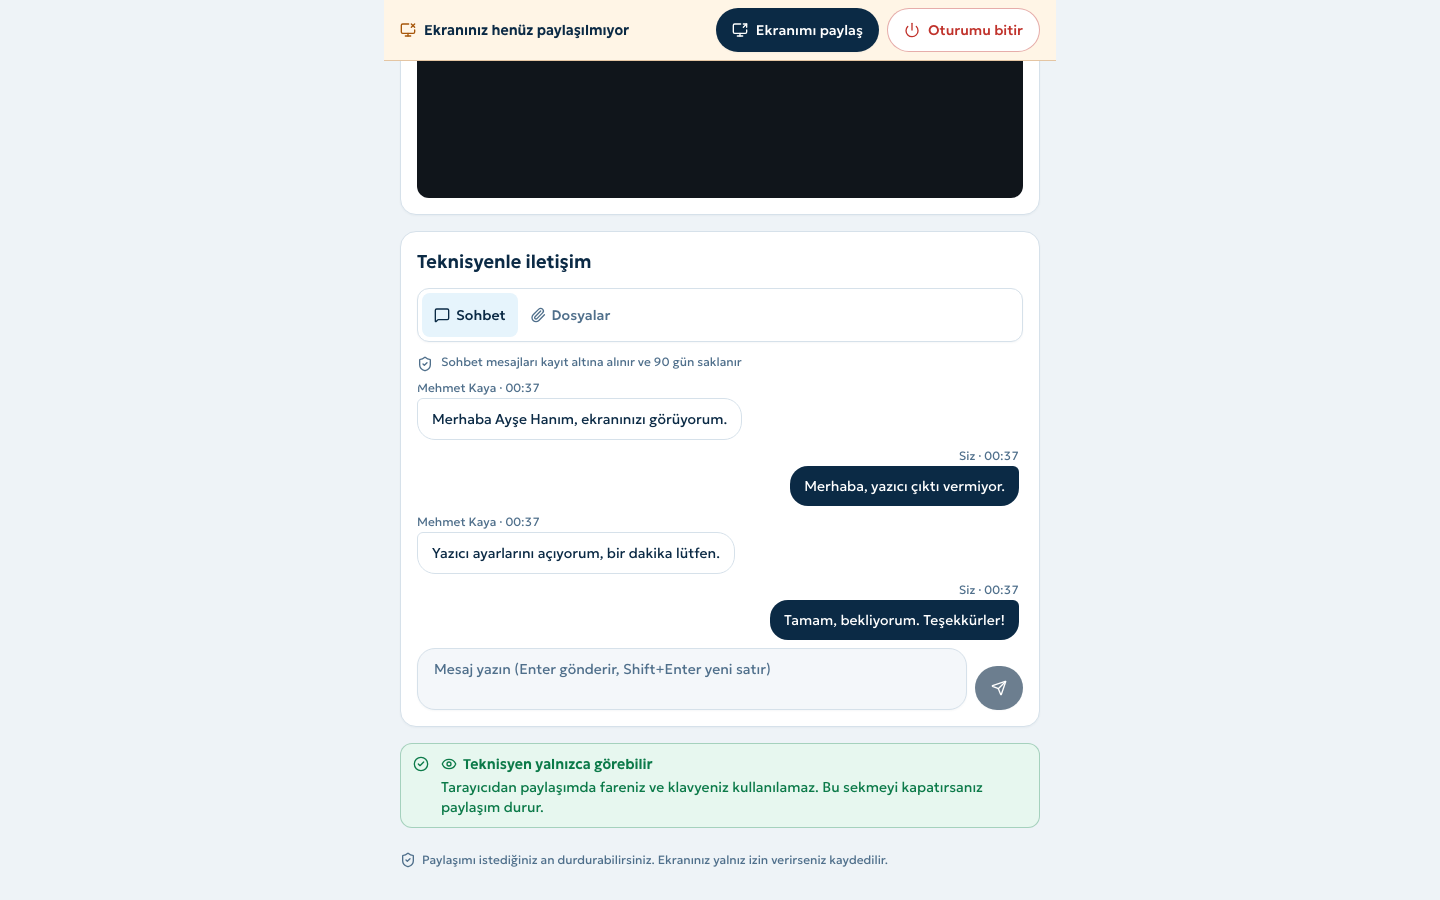 Ekranınız henüz paylaşılmıyor
Ekranımı paylaş
Oturumu bitir
Teknisyenle iletişim
Sohbet
Dosyalar
Sohbet mesajları kayıt altına alınır ve 90 gün saklanır
Mehmet Kaya · 00:37
Merhaba Ayşe Hanım, ekranınızı görüyorum.
Siz · 00:37
Merhaba, yazıcı çıktı vermiyor.
Mehmet Kaya · 00:37
Yazıcı ayarlarını açıyorum, bir dakika lütfen.
Siz · 00:37
Tamam, bekliyorum. Teşekkürler!
Mesaj yazın (Enter gönderir, Shift+Enter yeni satır)
Teknisyen yalnızca görebilir
Tarayıcıdan paylaşımda fareniz ve klavyeniz kullanılamaz. Bu sekmeyi kapatırsanız
paylaşım durur.
Paylaşımı istediğiniz an durdurabilirsiniz. Ekranınız yalnız izin verirseniz kaydedilir.